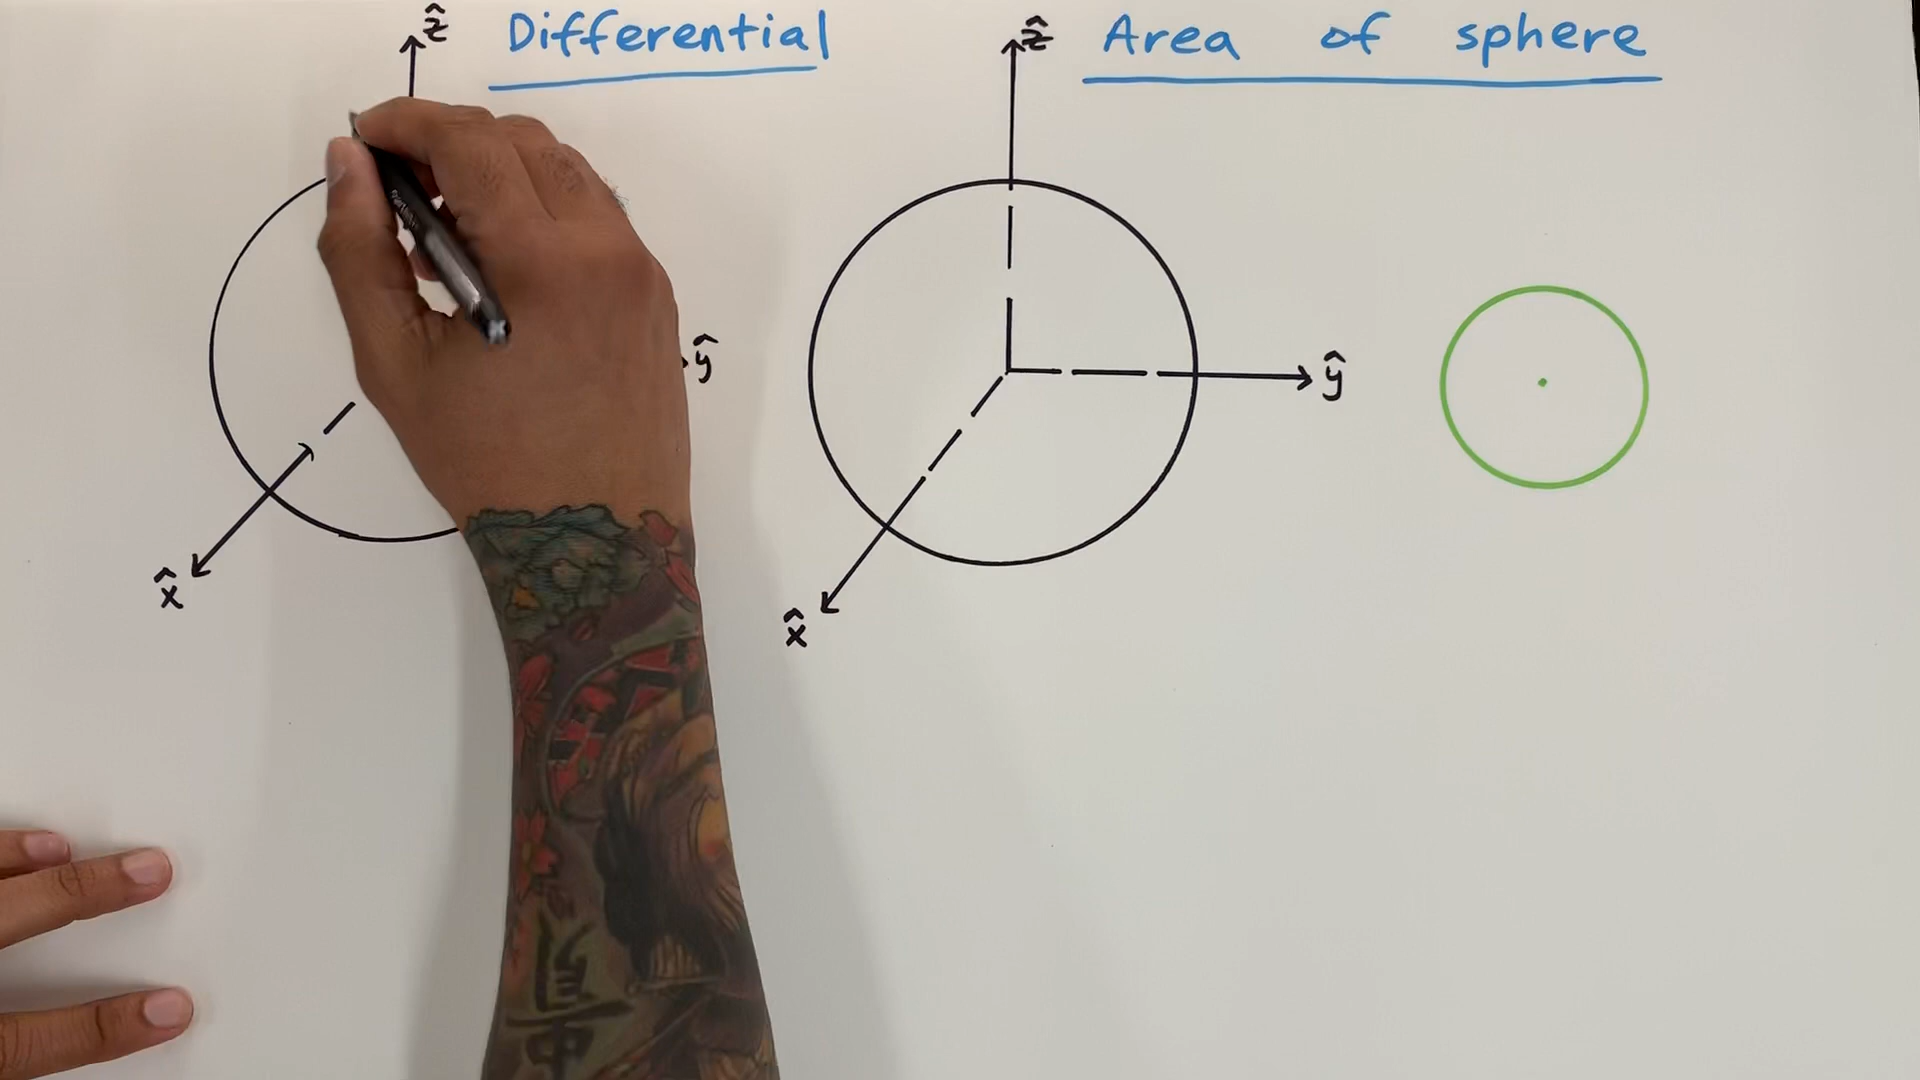 Differential Area of sphere
ẑ
ẑ
ŷ
ŷ
x̂
x̂